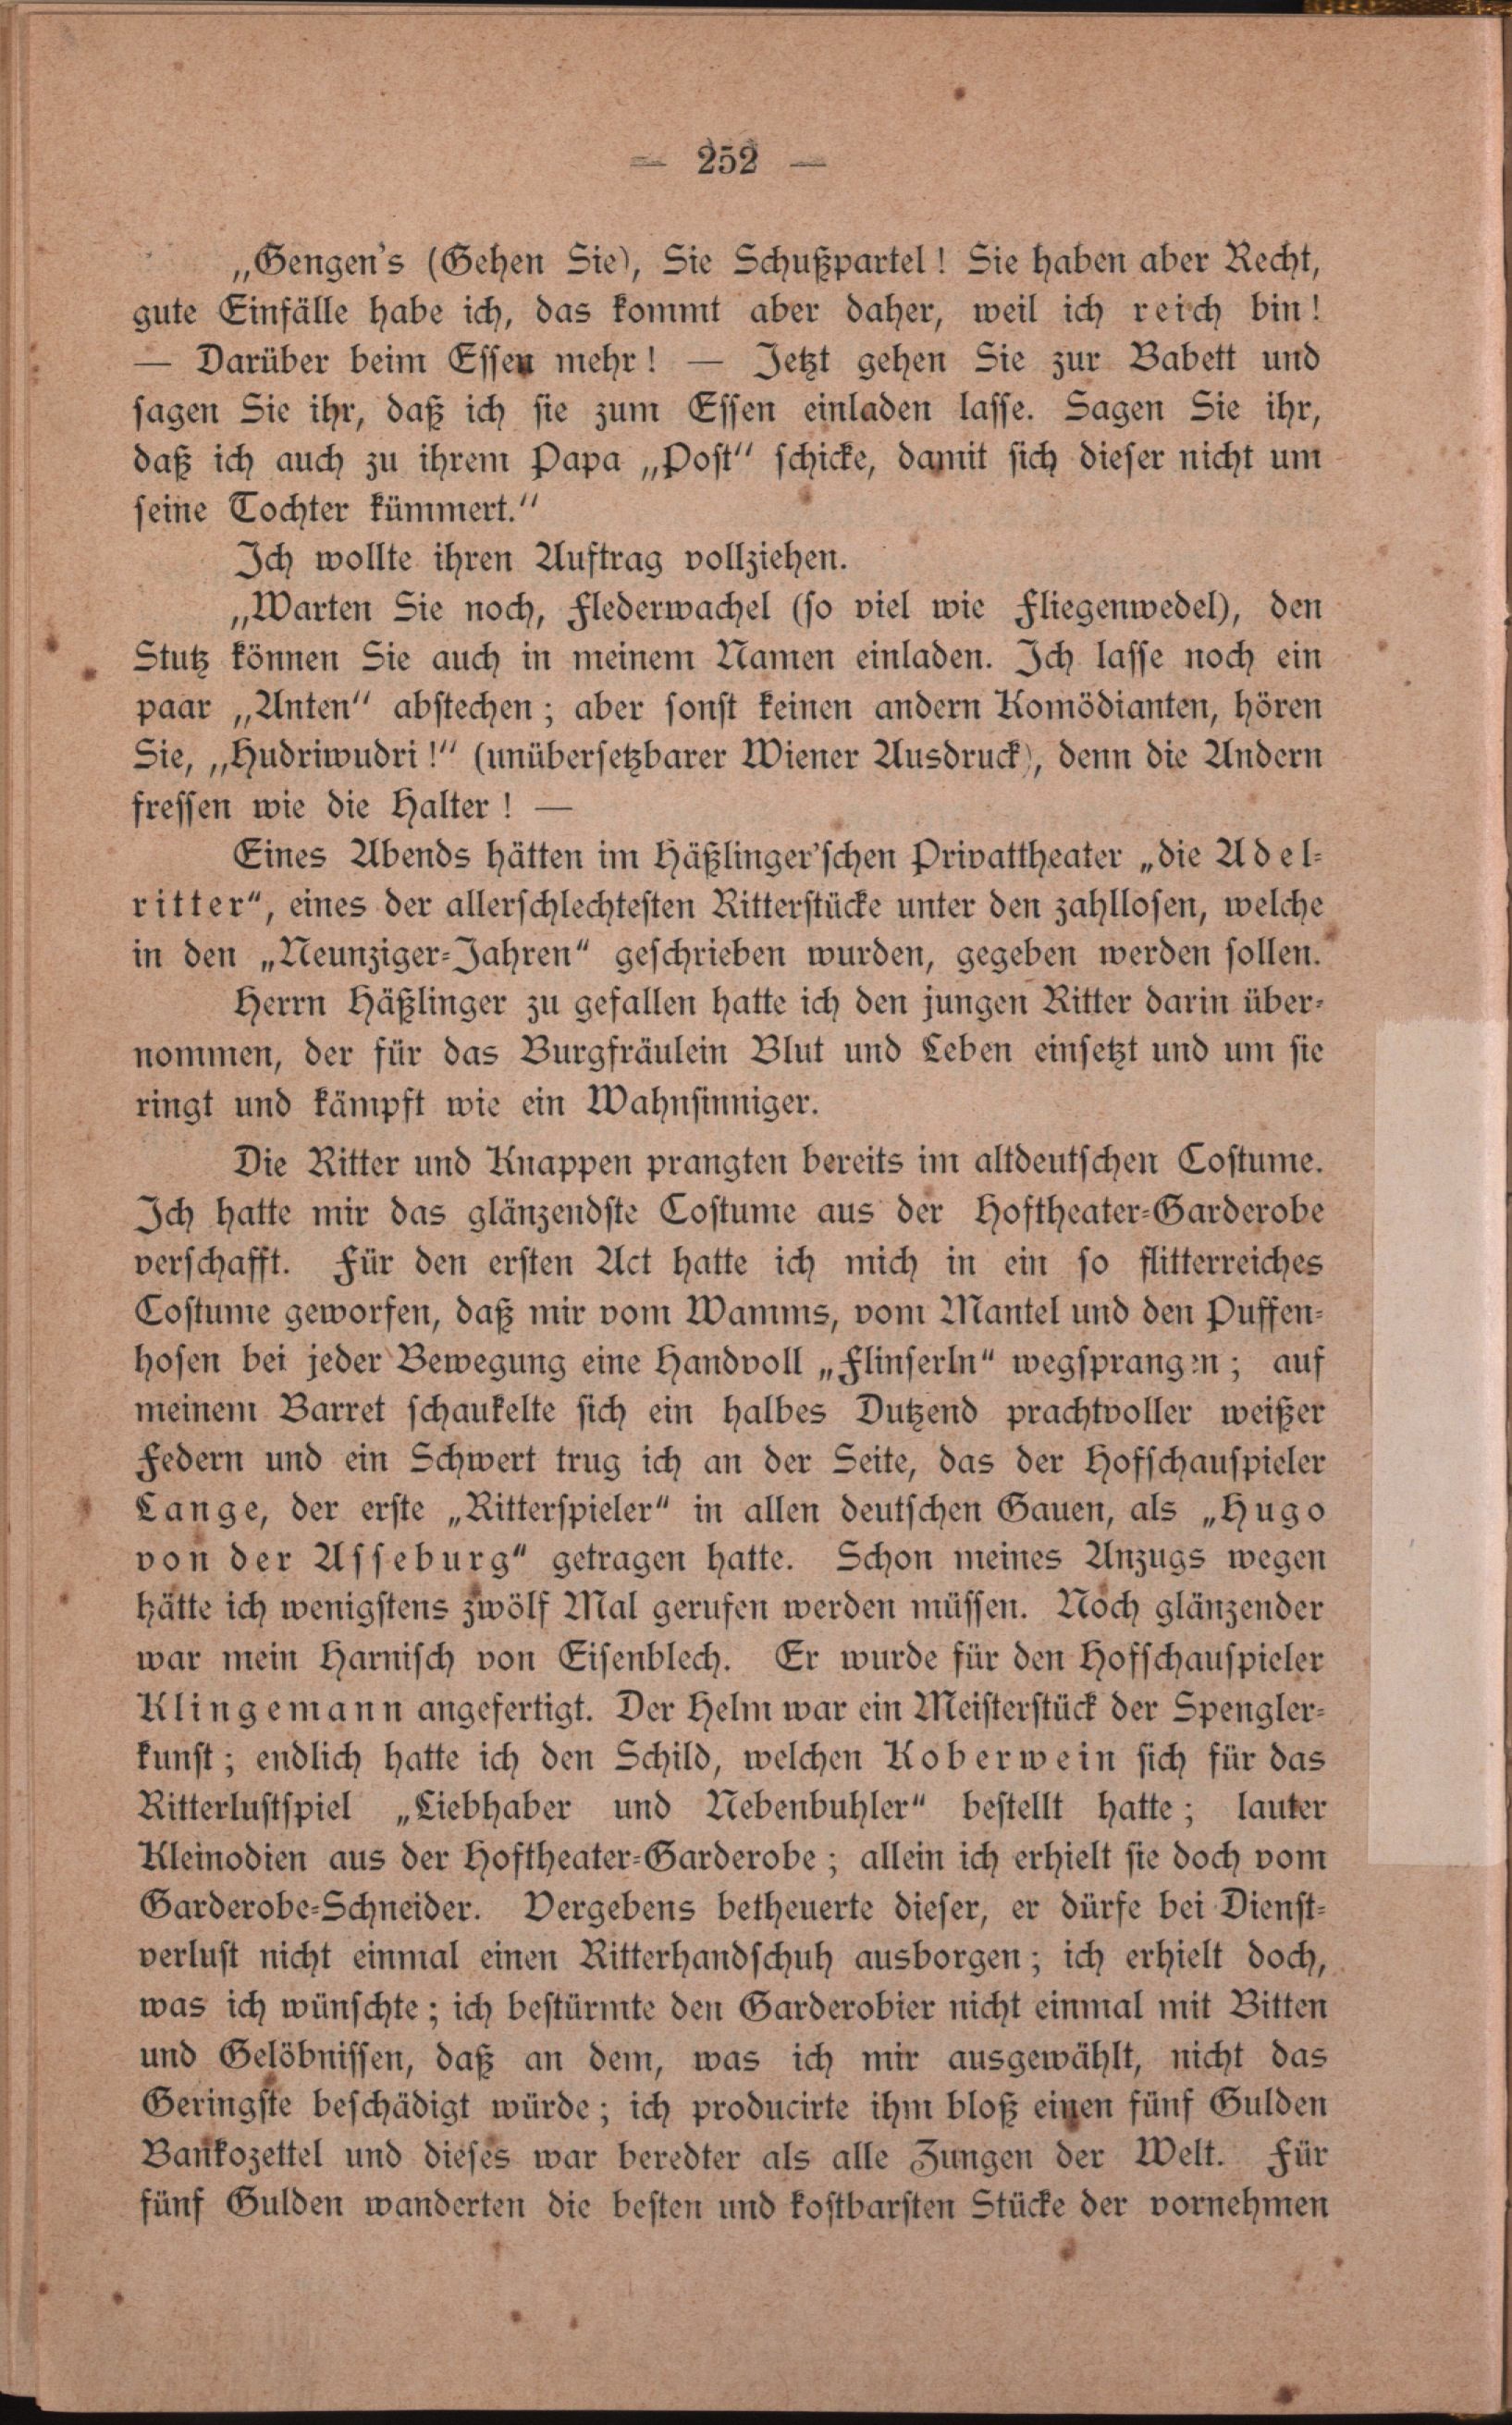 — 252 —
„Gengen's (Gehen Sie), Sie Schußpartel! Sie haben aber Recht,
gute Einfälle habe ich, das kommt aber daher, weil ich reich bin!
— Darüber beim Essen mehr! — Jetzt gehen Sie zur Babett und
sagen Sie ihr, daß ich sie zum Essen einladen lasse. Sagen Sie ihr,
daß ich auch zu ihrem Papa „Post“ schicke, damit sich dieser nicht um
seine Tochter kümmert.“
Ich wollte ihren Auftrag vollziehen.
„Warten Sie noch, Flederwachel (so viel wie Fliegenwedel), den
Stutz können Sie auch in meinem Namen einladen. Ich lasse noch ein
paar „Anten“ abstechen; aber sonst keinen andern Komödianten, hören
Sie, „Hudriwudri!“ (unübersetzbarer Wiener Ausdruck), denn die Andern
fressen wie die Halter! —
Eines Abends hätten im Häßlinger'schen Privattheater „die Adel-
ritter“, eines der allerschlechtesten Ritterstücke unter den zahllosen, welche
in den „Neunziger-Jahren“ geschrieben wurden, gegeben werden sollen.
Herrn Häßlinger zu gefallen hatte ich den jungen Ritter darin über-
nommen, der für das Burgfräulein Blut und Leben einsetzt und um sie
ringt und kämpft wie ein Wahnsinniger.
Die Ritter und Knappen prangten bereits im altdeutschen Costume.
Ich hatte mir das glänzendste Costume aus der Hoftheater-Garderobe
verschafft. Für den ersten Act hatte ich mich in ein so flitterreiches
Costume geworfen, daß mir vom Wamms, vom Mantel und den Puffen-
hosen bei jeder Bewegung eine Handvoll „Flinserln“ wegsprangen; auf
meinem Barret schaukelte sich ein halbes Dutzend prachtvoller weißer
Federn und ein Schwert trug ich an der Seite, das der Hofschauspieler
Lange, der erste „Ritterspieler“ in allen deutschen Gauen, als „Hugo
von der Asseburg“ getragen hatte. Schon meines Anzugs wegen
hätte ich wenigstens zwölf Mal gerufen werden müssen. Noch glänzender
war mein Harnisch von Eisenblech. Er wurde für den Hofschauspieler
Klingemann angefertigt. Der Helm war ein Meisterstück der Spengler-
kunst; endlich hatte ich den Schild, welchen Koberwein sich für das
Ritterlustspiel „Liebhaber und Nebenbuhler“ bestellt hatte; lauter
Kleinodien aus der Hoftheater-Garderobe; allein ich erhielt sie doch vom
Garderobe-Schneider. Vergebens betheuerte dieser, er dürfe bei Dienst-
verlust nicht einmal einen Ritterhandschuh ausborgen; ich erhielt doch,
was ich wünschte; ich bestürmte den Garderobier nicht einmal mit Bitten
und Gelöbnissen, daß an dem, was ich mir ausgewählt, nicht das
Geringste beschädigt würde; ich producirte ihm bloß einen fünf Gulden
Bankozettel und dieses war beredter als alle Zungen der Welt. Für
fünf Gulden wanderten die besten und kostbarsten Stücke der vornehmen